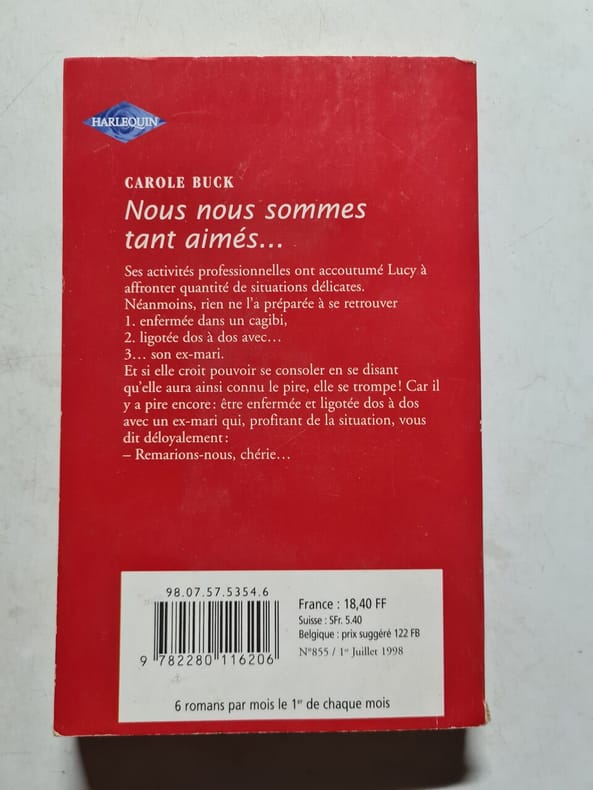 HARLEQUIN
CAROLE BUCK
Nous nous sommes
tant aimés...
Ses activités professionnelles ont accoutumé Lucy à
affronter quantité de situations délicates.
Néanmoins, rien ne l'a préparée à se retrouver
1. enfermée dans un cagibi,
2. ligotée dos à dos avec...
3... son ex-mari.
Et si elle croit pouvoir se consoler en se disant
qu'elle aura ainsi connu le pire, elle se trompe! Car il
y a pire encore: être enfermée et ligotée dos à dos
avec un ex-mari qui, profitant de la situation, vous
dit déloyalement:
– Remarions-nous, chérie...
98.07.57.5354.6
9 782280 116206
France : 18,40 FF
Suisse : SFr. 5.40
Belgique : prix suggéré 122 FB
N°855 / 1er Juillet 1998
6 romans par mois le 1er de chaque mois